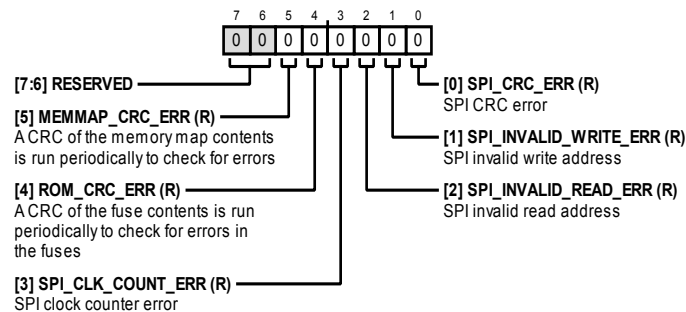 7 6 5 4 3 2 1 0
0 0 0 0 0 0 0 0
[7:6] RESERVED
[5] MEMMAP_CRC_ERR (R)
A CRC of the memory map contents
is run periodically to check for errors
[4] ROM_CRC_ERR (R)
A CRC of the fuse contents is run
periodically to check for errors in
the fuses
[3] SPI_CLK_COUNT_ERR (R)
SPI clock counter error
[0] SPI_CRC_ERR (R)
SPI CRC error
[1] SPI_INVALID_WRITE_ERR (R)
SPI invalid write address
[2] SPI_INVALID_READ_ERR (R)
SPI invalid read address